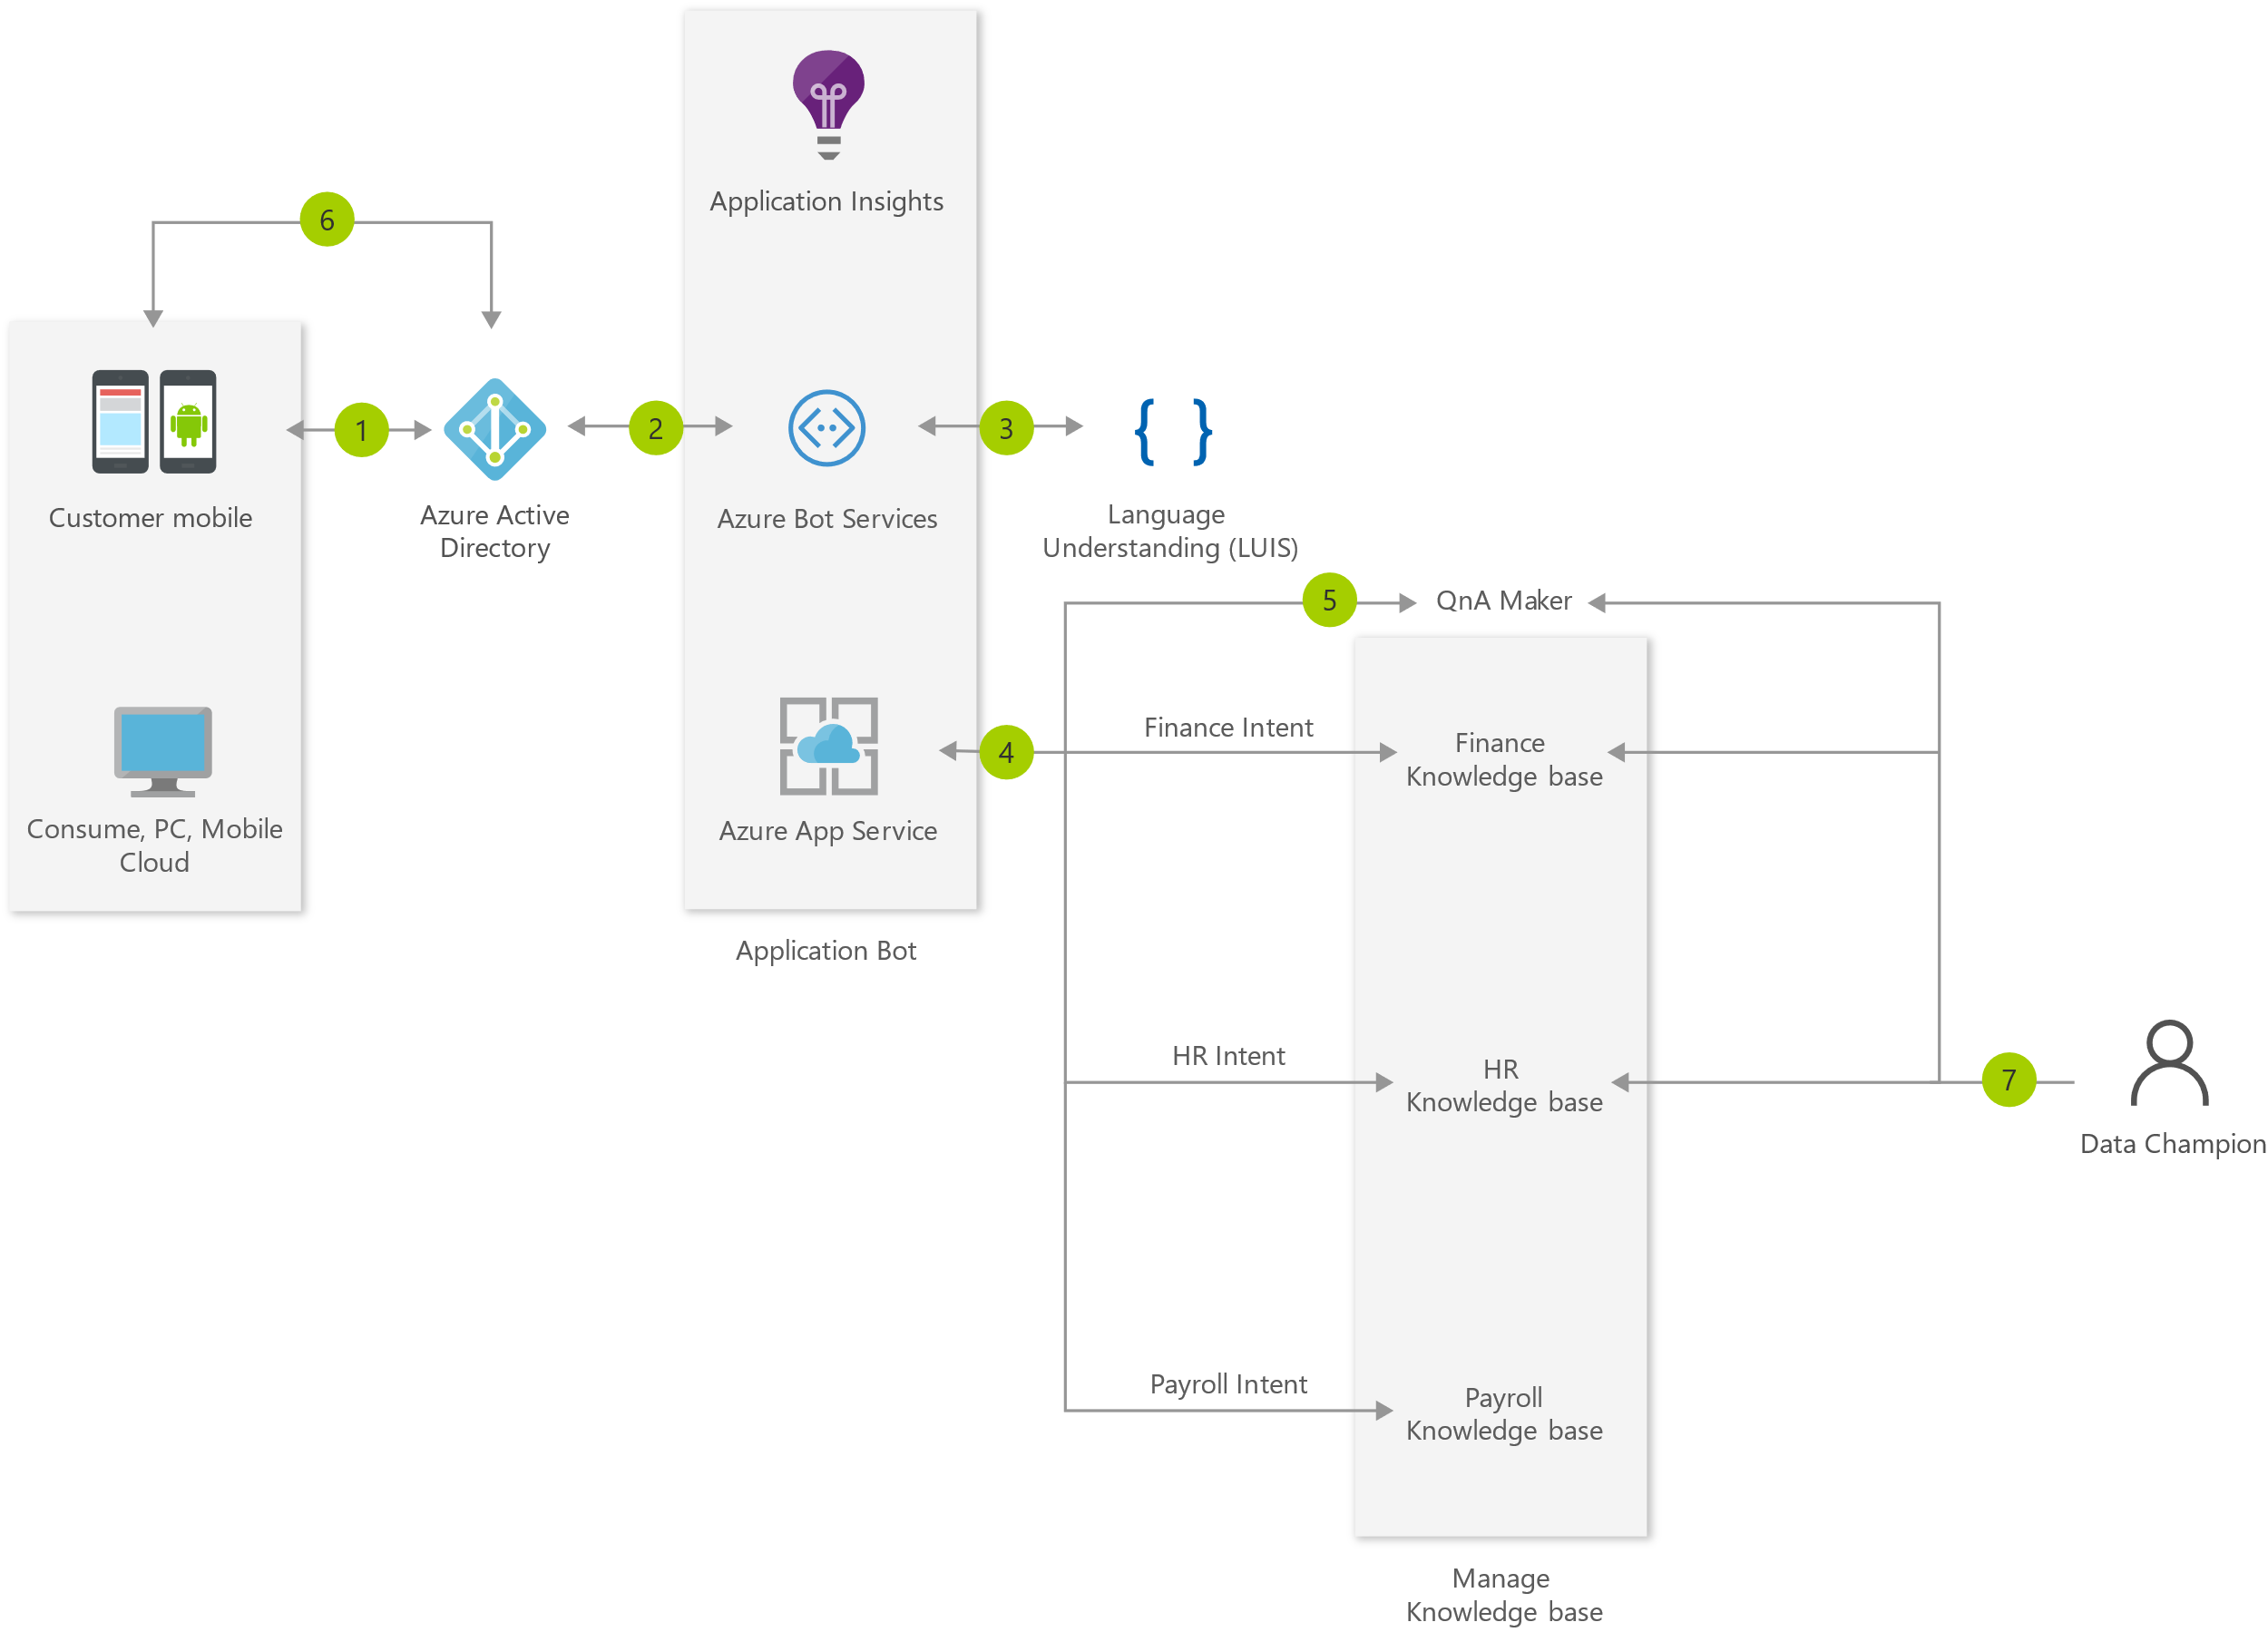 Application Insights
6
1
2
3
Customer mobile
Azure Active
Directory
Azure Bot Services
Language
Understanding (LUIS)
5
QnA Maker
Finance Intent
4
Finance
Knowledge base
Consume, PC, Mobile
Cloud
Azure App Service
Application Bot
HR Intent
HR
Knowledge base
7
Data Champion
Payroll Intent
Payroll
Knowledge base
Manage
Knowledge base